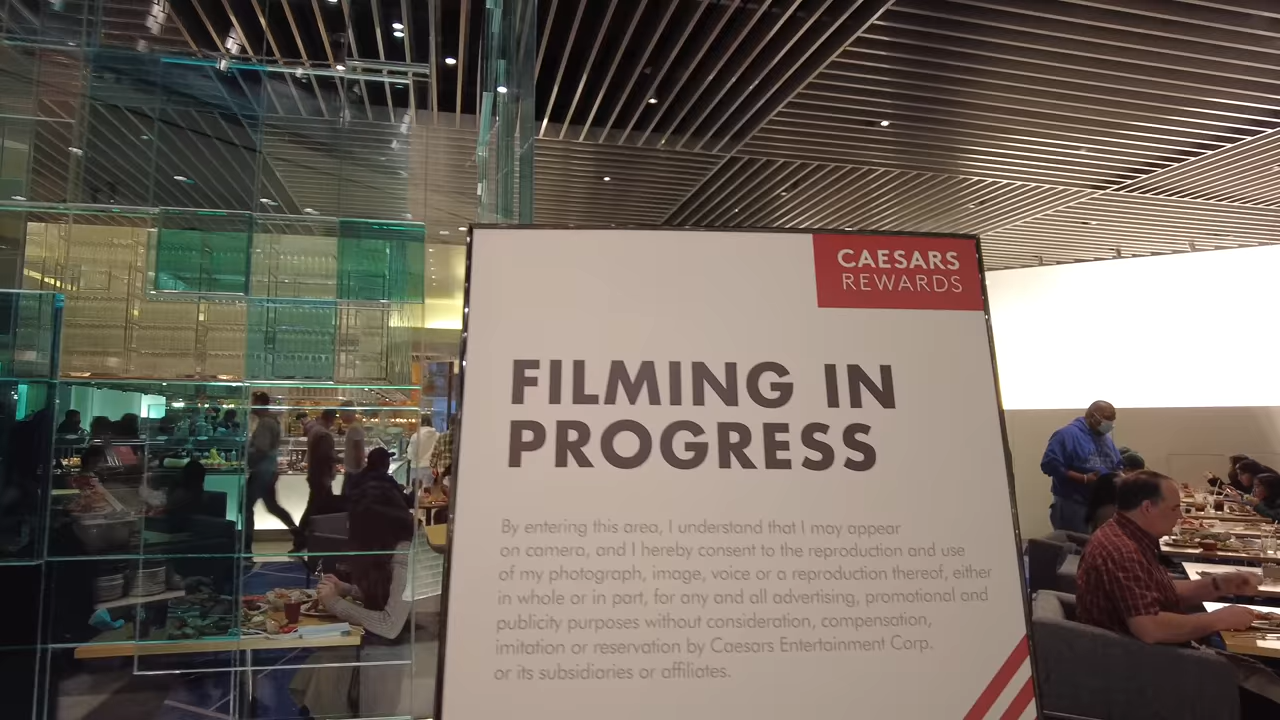 CAESARS
REWARDS
FILMING IN
PROGRESS
By entering this area, I understand that I may appear
on camera, and I hereby consent to the reproduction and use
of my photograph, image, voice or a reproduction thereof, either
in whole or in part, for any and all advertising, promotional and
publicity purposes without consideration, compensation,
imitation or reservation by Caesars Entertainment Corp.
or its subsidiaries or affiliates.